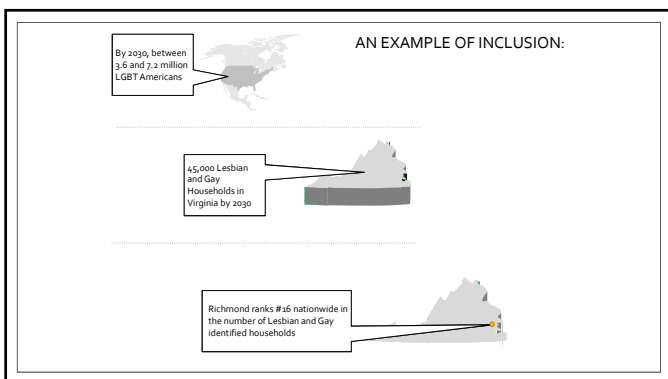 AN EXAMPLE OF INCLUSION:
By 2030, between
3.6 and 7.2 million
LGBT Americans
45,000 Lesbian
and Gay
Households in
Virginia by 2030
Richmond ranks #16 nationwide in
the number of Lesbian and Gay
identified households